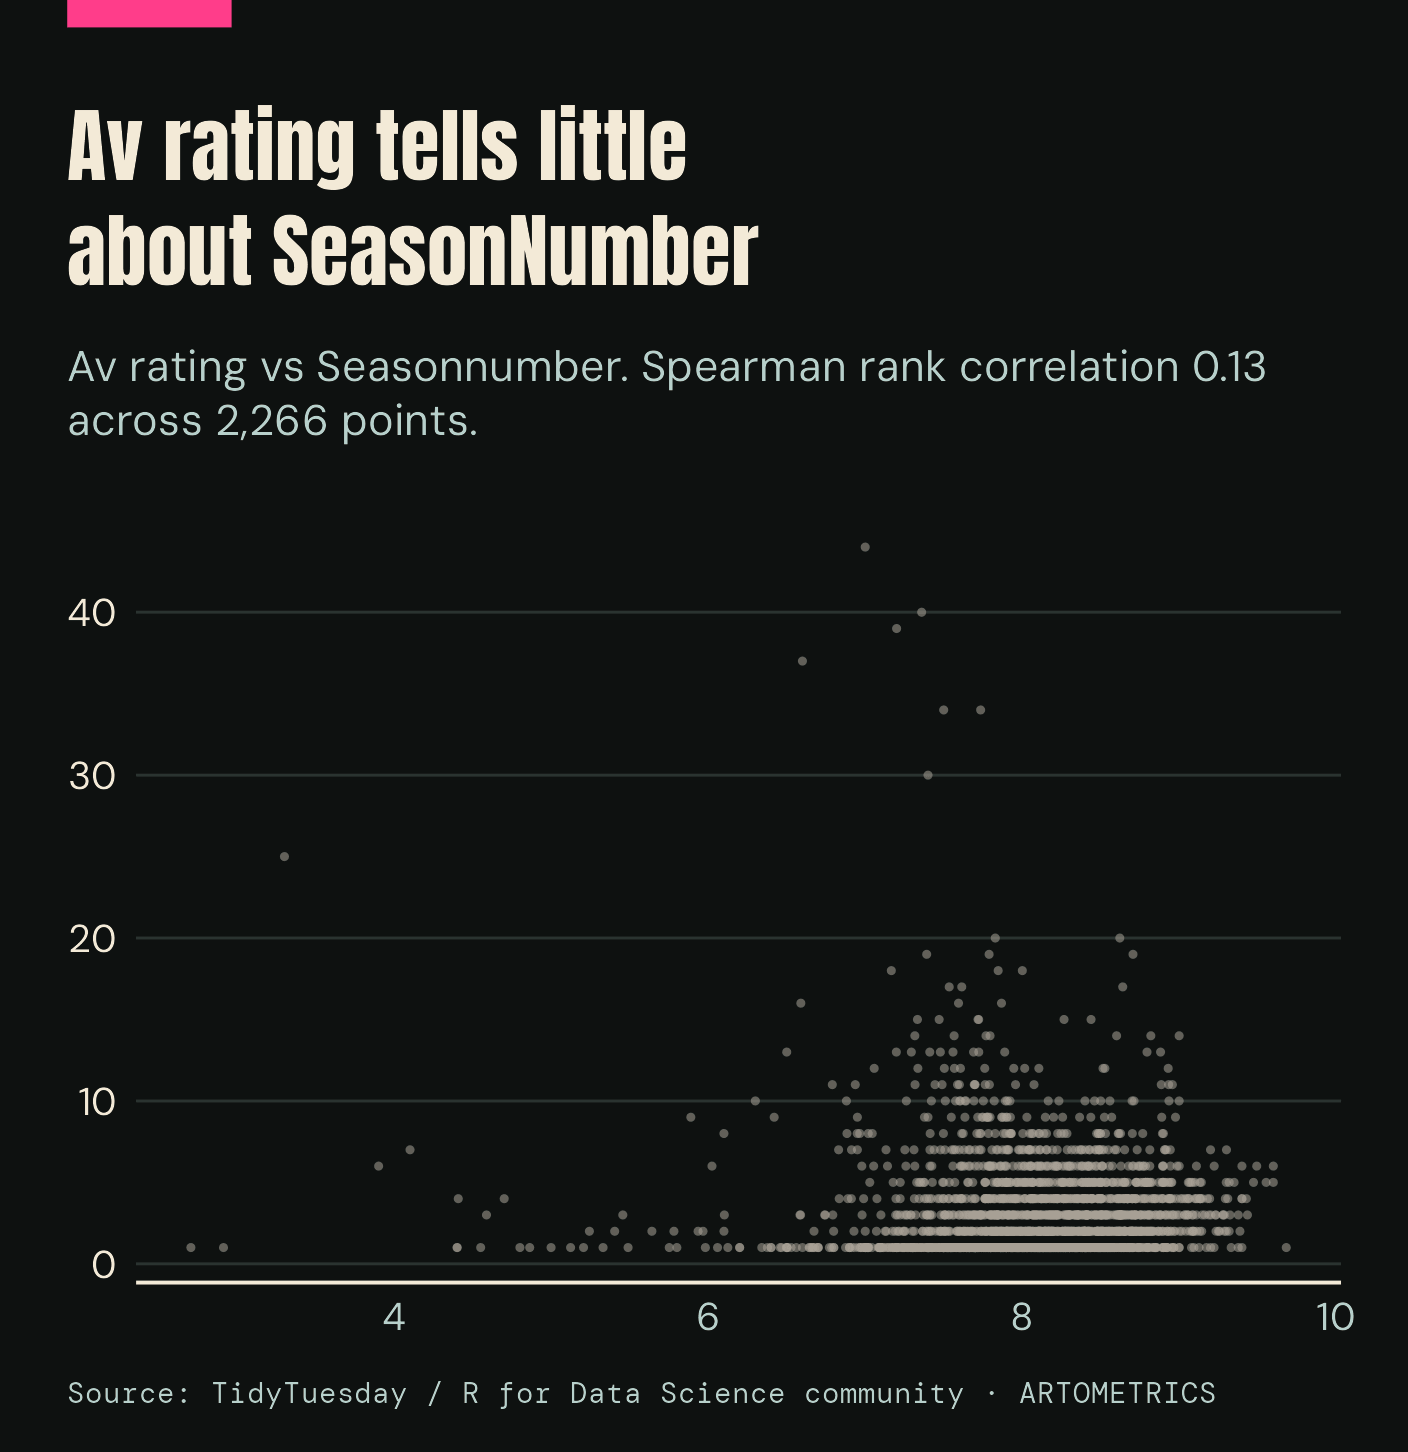 Av rating tells little
about SeasonNumber
Av rating vs Seasonnumber. Spearman rank correlation 0.13
across 2,266 points.
40
30
20
10
0
4 6 8 10
Source: TidyTuesday / R for Data Science community · ARTOMETRICS